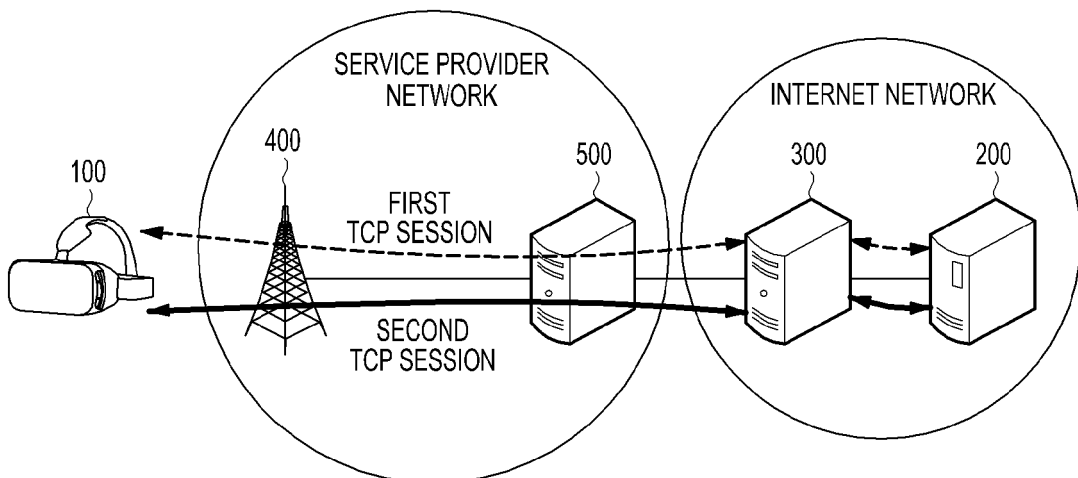 SERVICE PROVIDER
NETWORK
INTERNET NETWORK
400
500
300
200
100
FIRST
TCP SESSION
SECOND
TCP SESSION